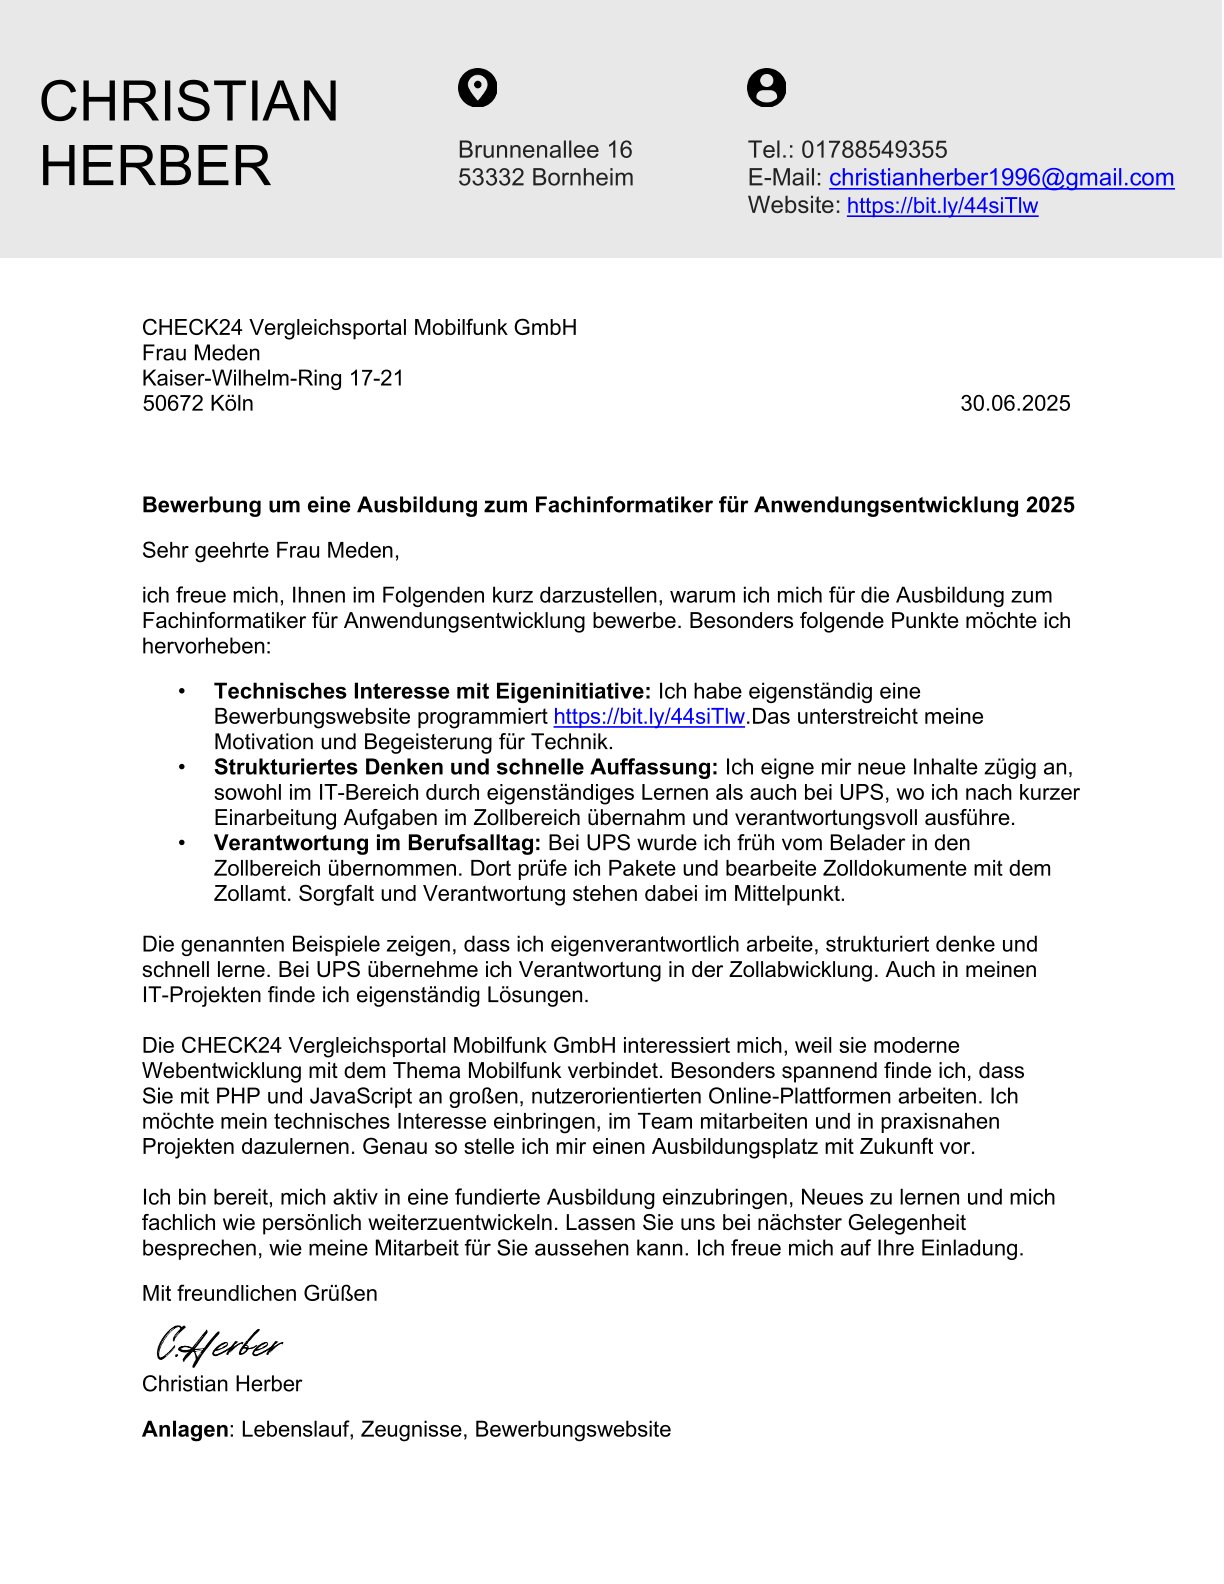 CHRISTIAN
HERBER
Brunnenallee 16
53332 Bornheim
Tel.: 01788549355
E-Mail: christianherber1996@gmail.com
Website: https://bit.ly/44siTlw
CHECK24 Vergleichsportal Mobilfunk GmbH
Frau Meden
Kaiser-Wilhelm-Ring 17-21
50672 Köln 30.06.2025
Bewerbung um eine Ausbildung zum Fachinformatiker für Anwendungsentwicklung 2025
Sehr geehrte Frau Meden,
ich freue mich, Ihnen im Folgenden kurz darzustellen, warum ich mich für die Ausbildung zum
Fachinformatiker für Anwendungsentwicklung bewerbe. Besonders folgende Punkte möchte ich
hervorheben:
• Technisches Interesse mit Eigeninitiative: Ich habe eigenständig eine
Bewerbungswebsite programmiert https://bit.ly/44siTlw.Das unterstreicht meine
Motivation und Begeisterung für Technik.
• Strukturiertes Denken und schnelle Auffassung: Ich eigne mir neue Inhalte zügig an,
sowohl im IT-Bereich durch eigenständiges Lernen als auch bei UPS, wo ich nach kurzer
Einarbeitung Aufgaben im Zollbereich übernahm und verantwortungsvoll ausführe.
• Verantwortung im Berufsalltag: Bei UPS wurde ich früh vom Belader in den
Zollbereich übernommen. Dort prüfe ich Pakete und bearbeite Zolldokumente mit dem
Zollamt. Sorgfalt und Verantwortung stehen dabei im Mittelpunkt.
Die genannten Beispiele zeigen, dass ich eigenverantwortlich arbeite, strukturiert denke und
schnell lerne. Bei UPS übernehme ich Verantwortung in der Zollabwicklung. Auch in meinen
IT-Projekten finde ich eigenständig Lösungen.
Die CHECK24 Vergleichsportal Mobilfunk GmbH interessiert mich, weil sie moderne
Webentwicklung mit dem Thema Mobilfunk verbindet. Besonders spannend finde ich, dass
Sie mit PHP und JavaScript an großen, nutzerorientierten Online-Plattformen arbeiten. Ich
möchte mein technisches Interesse einbringen, im Team mitarbeiten und in praxisnahen
Projekten dazulernen. Genau so stelle ich mir einen Ausbildungsplatz mit Zukunft vor.
Ich bin bereit, mich aktiv in eine fundierte Ausbildung einzubringen, Neues zu lernen und mich
fachlich wie persönlich weiterzuentwickeln. Lassen Sie uns bei nächster Gelegenheit
besprechen, wie meine Mitarbeit für Sie aussehen kann. Ich freue mich auf Ihre Einladung.
Mit freundlichen Grüßen
C.Herber
Christian Herber
Anlagen: Lebenslauf, Zeugnisse, Bewerbungswebsite